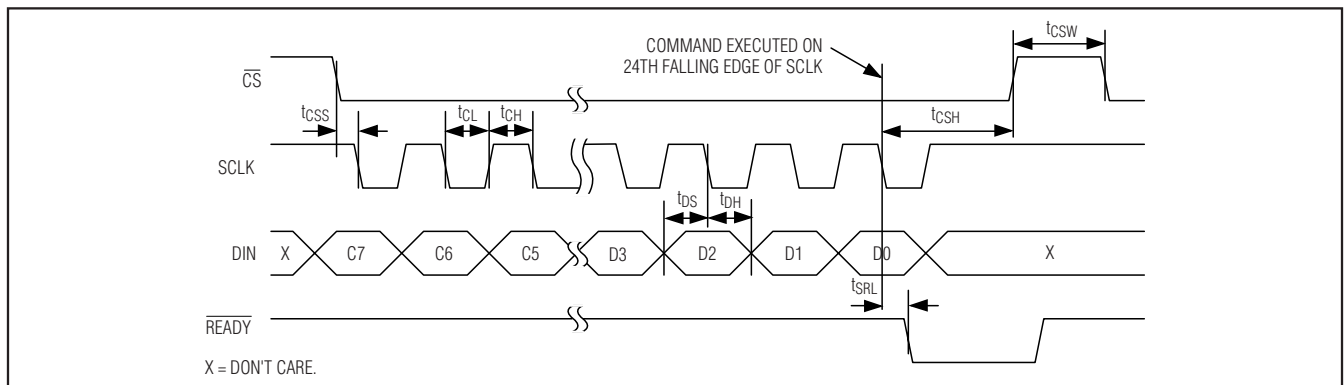 COMMAND EXECUTED ON
24TH FALLING EDGE OF SCLK
tCSW
CS
tCSS
tCL
tCH
tCSH
SCLK
tDS
tDH
DIN
X
C7
C6
C5
D3
D2
D1
D0
X
tSRL
READY
X = DON'T CARE.